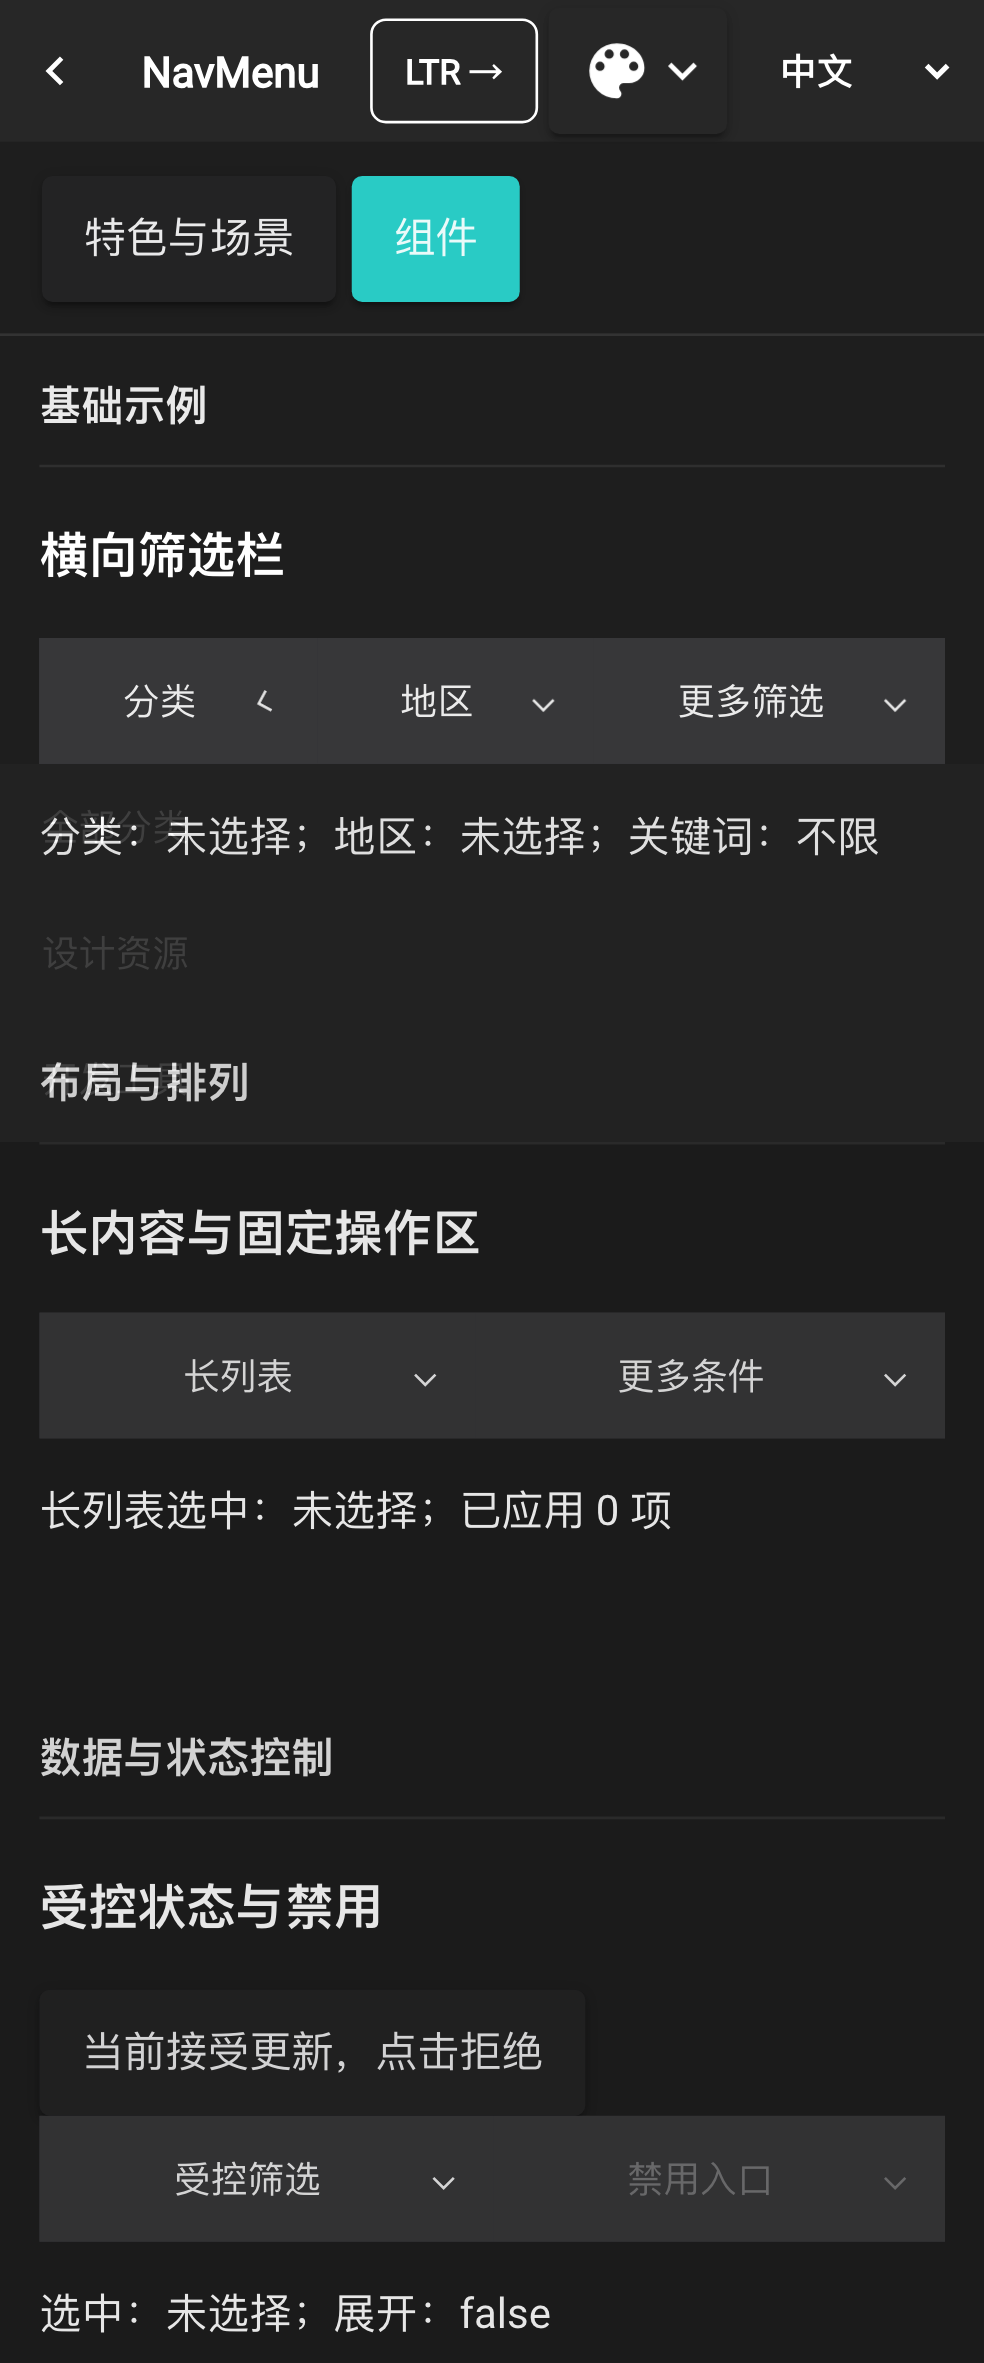 NavMenu LTR→ 中文
特色与场景 组件
基础示例
横向筛选栏
分类 地区 更多筛选
全部分类
分类：未选择；地区：未选择；关键词：不限
设计资源
布局与排列
长内容与固定操作区
长列表 更多条件
长列表选中：未选择；已应用 0 项
数据与状态控制
受控状态与禁用
当前接受更新，点击拒绝
受控筛选 禁用入口
选中：未选择；展开：false